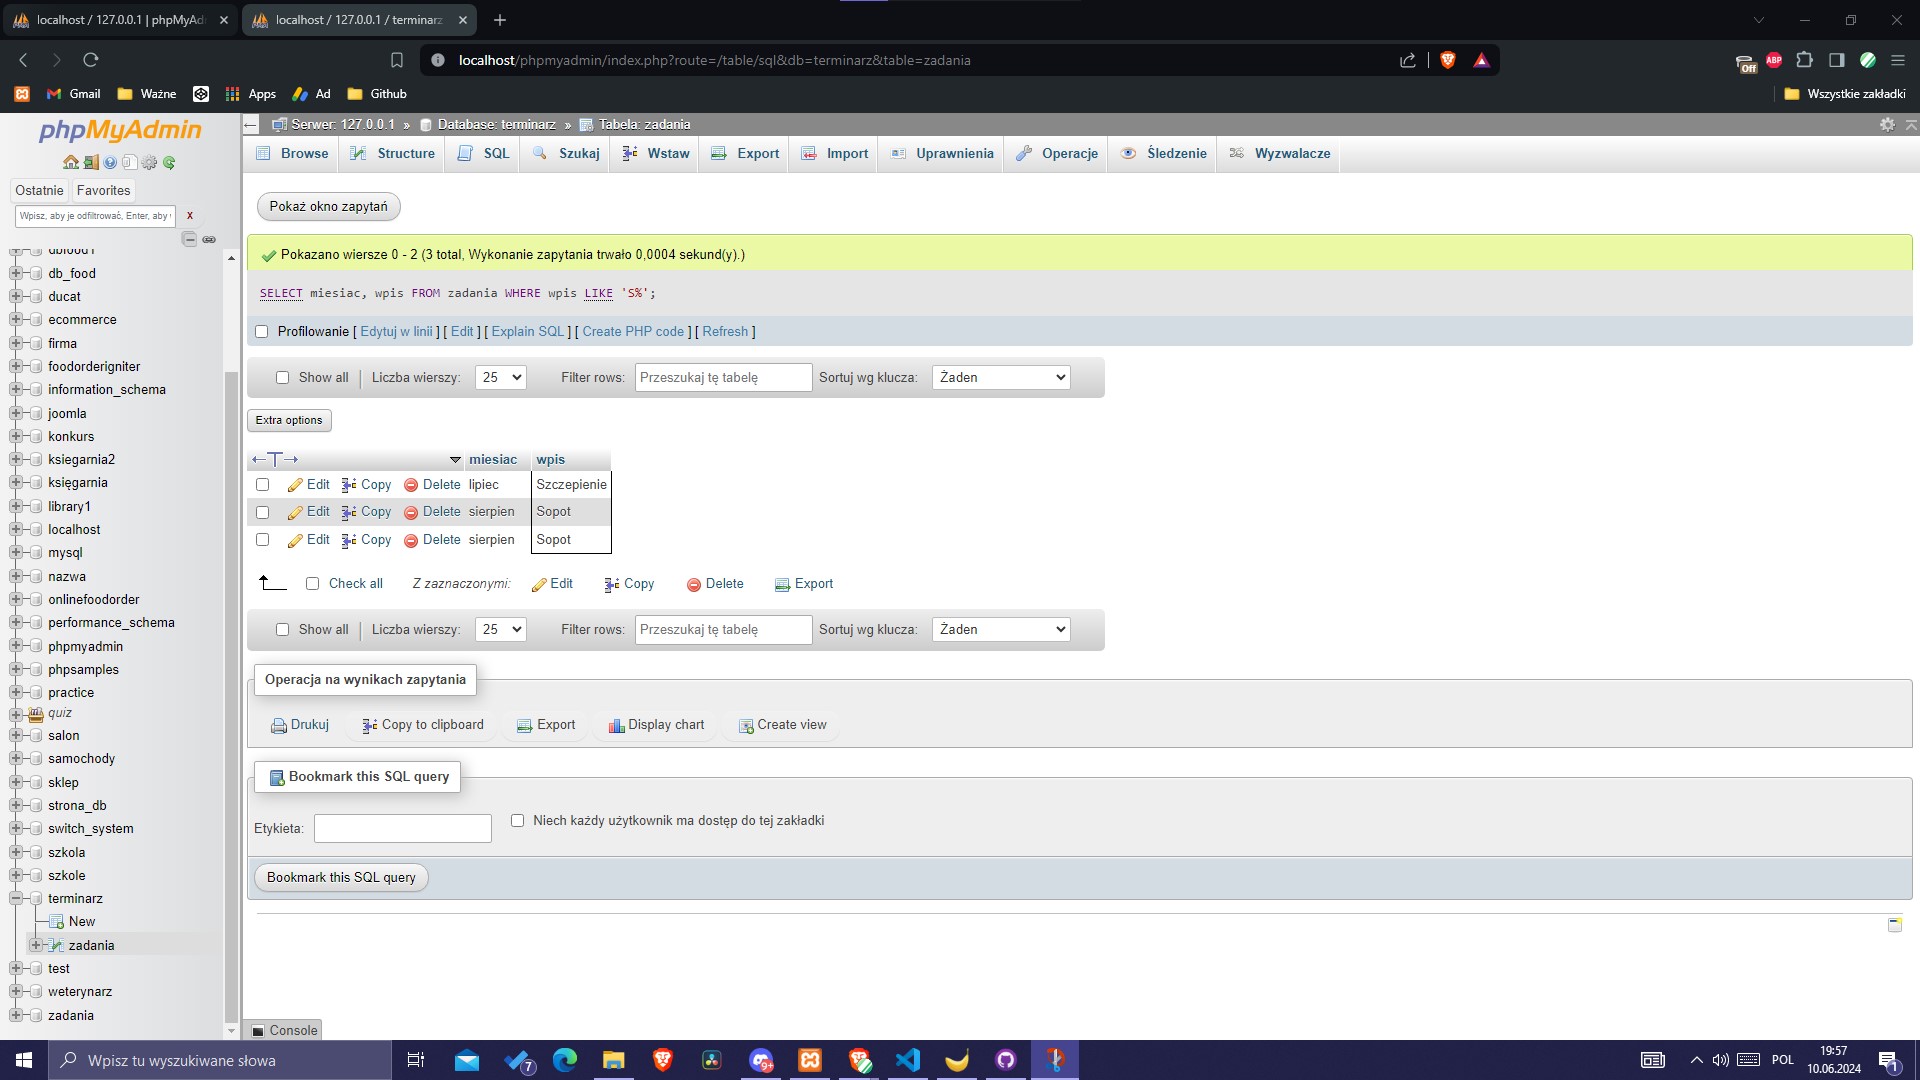 localhost / 127.0.0.1 | phpMyAd
localhost / 127.0.0.1 / terminarz
localhost/phpmyadmin/index.php?route=/table/sql&db=terminarz&table=zadania
Off
ABP
Gmail
Ważne
Apps
Ad
Github
Wszystkie zakładki
phpMyAdmin
Ostatnie
Favorites
Wpisz, aby je odfiltrować, Enter, aby
X
dbfood1
db_food
ducat
ecommerce
firma
foodorderigniter
information_schema
joomla
konkurs
ksiegarnia2
księgarnia
library1
localhost
mysql
nazwa
onlinefoodorder
performance_schema
phpmyadmin
phpsamples
practice
quiz
salon
samochody
sklep
strona_db
switch_system
szkola
szkole
terminarz
New
zadania
test
weterynarz
zadania
Serwer: 127.0.0.1 » Database: terminarz » Tabela: zadania
Browse
Structure
SQL
Szukaj
Wstaw
Export
Import
Uprawnienia
Operacje
Śledzenie
Wyzwalacze
Pokaż okno zapytań
Pokazano wiersze 0 - 2 (3 total, Wykonanie zapytania trwało 0,0004 sekund(y).)
SELECT miesiac, wpis FROM zadania WHERE wpis LIKE 'S%';
Profilowanie [ Edytuj w linii ] [ Edit ] [ Explain SQL ] [ Create PHP code ] [ Refresh ]
Show all | Liczba wierszy: 25 Filter rows: Przeszukaj tę tabelę Sortuj wg klucza: Żaden
Extra options
miesiac wpis
Edit Copy Delete lipiec Szczepienie
Edit Copy Delete sierpien Sopot
Edit Copy Delete sierpien Sopot
Check all Z zaznaczonymi: Edit Copy Delete Export
Show all | Liczba wierszy: 25 Filter rows: Przeszukaj tę tabelę Sortuj wg klucza: Żaden
Operacja na wynikach zapytania
Drukuj Copy to clipboard Export Display chart Create view
Bookmark this SQL query
Etykieta: Niech każdy użytkownik ma dostęp do tej zakładki
Bookmark this SQL query
Console
Wpisz tu wyszukiwane słowa
7
9+
POL
19:57
10.06.2024
1